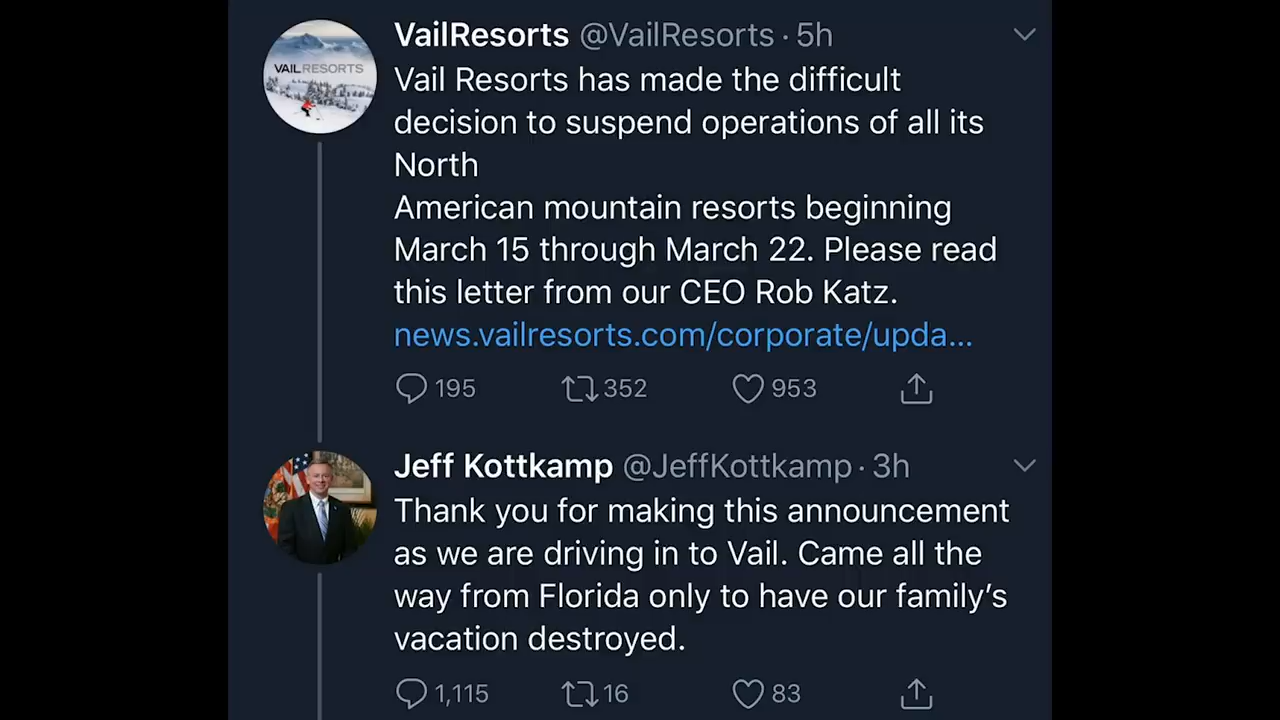 VailResorts @VailResorts · 5h
VAILRESORTS
Vail Resorts has made the difficult
decision to suspend operations of all its
North
American mountain resorts beginning
March 15 through March 22. Please read
this letter from our CEO Rob Katz.
news.vailresorts.com/corporate/upda...
195 352 953
Jeff Kottkamp @JeffKottkamp · 3h
Thank you for making this announcement
as we are driving in to Vail. Came all the
way from Florida only to have our family’s
vacation destroyed.
1,115 16 83